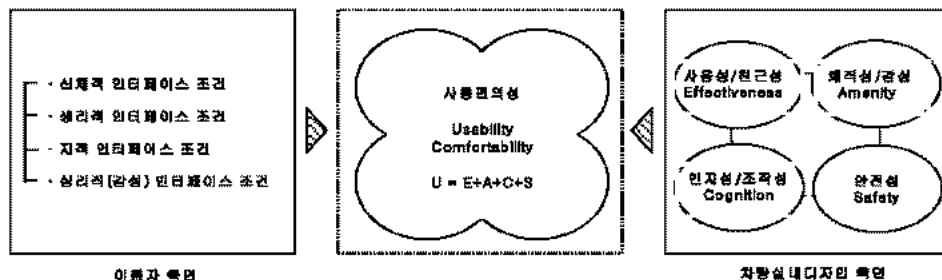 · 신체적 인터페이스 조건
· 생리적 인터페이스 조건
· 지적 인터페이스 조건
· 심리적(감성) 인터페이스 조건
이용자 측면
사용편의성
Usability
Comfortability
U = E+A+C+S
사용성/접근성
Effectiveness
쾌적성/감성
Amenity
인지성/조작성
Cognition
안전성
Safety
차량실내디자인 측면